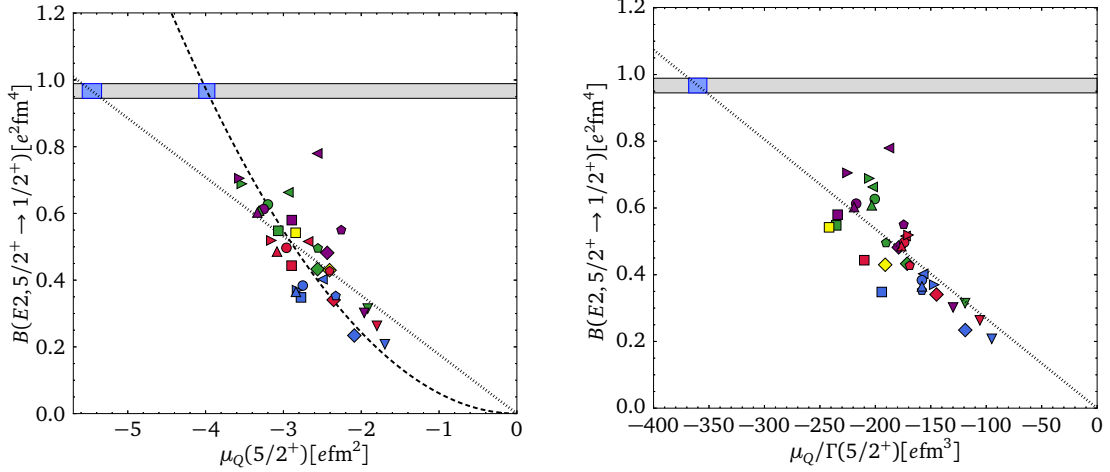 1.2
1.0
0.8
0.6
0.4
0.2
0.0
B(E2, 5/2⁺ → 1/2⁺)[e²fm⁴]
−5 −4 −3 −2 −1 0
μ_Q(5/2⁺)[efm²]
1.2
1.0
0.8
0.6
0.4
0.2
0.0
B(E2, 5/2⁺ → 1/2⁺)[e²fm⁴]
−400 −350 −300 −250 −200 −150 −100 −50 0
μ_Q/Γ(5/2⁺)[efm³]